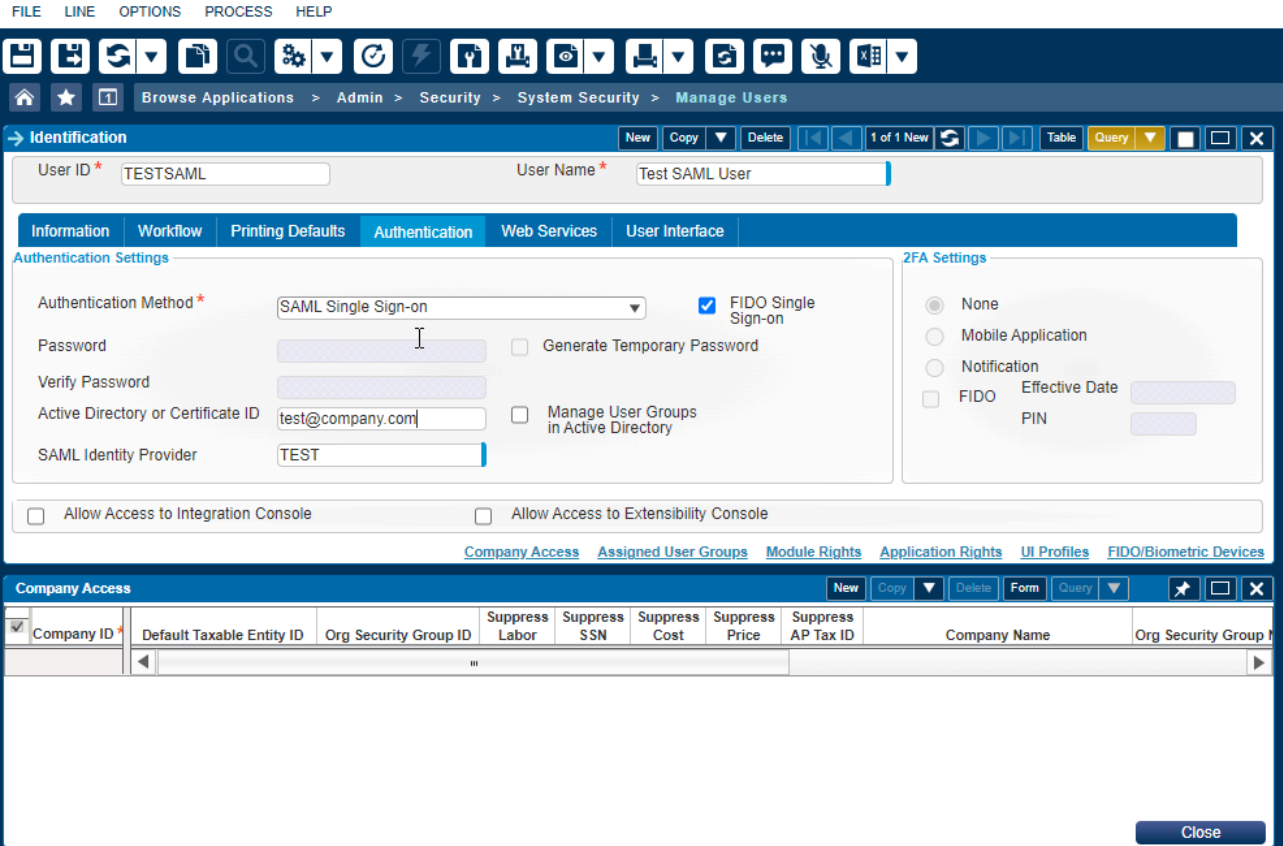 FILE LINE OPTIONS PROCESS HELP
1 Browse Applications > Admin > Security > System Security > Manage Users
Identification New Copy Delete 1 of 1 New Table Query
User ID * TESTSAML User Name * Test SAML User
Information Workflow Printing Defaults Authentication Web Services User Interface
Authentication Settings 2FA Settings
Authentication Method * SAML Single Sign-on FIDO Single
Sign-on
None
Password Generate Temporary Password Mobile Application
Verify Password Notification
Active Directory or Certificate ID test@company.com Manage User Groups
in Active Directory
FIDO Effective Date
PIN
SAML Identity Provider TEST
Allow Access to Integration Console Allow Access to Extensibility Console
Company Access Assigned User Groups Module Rights Application Rights UI Profiles FIDO/Biometric Devices
Company Access New Copy Delete Form Query
Suppress Suppress Suppress Suppress Suppress
Company ID * Default Taxable Entity ID Org Security Group ID Labor SSN Cost Price AP Tax ID Company Name Org Security Group
Close